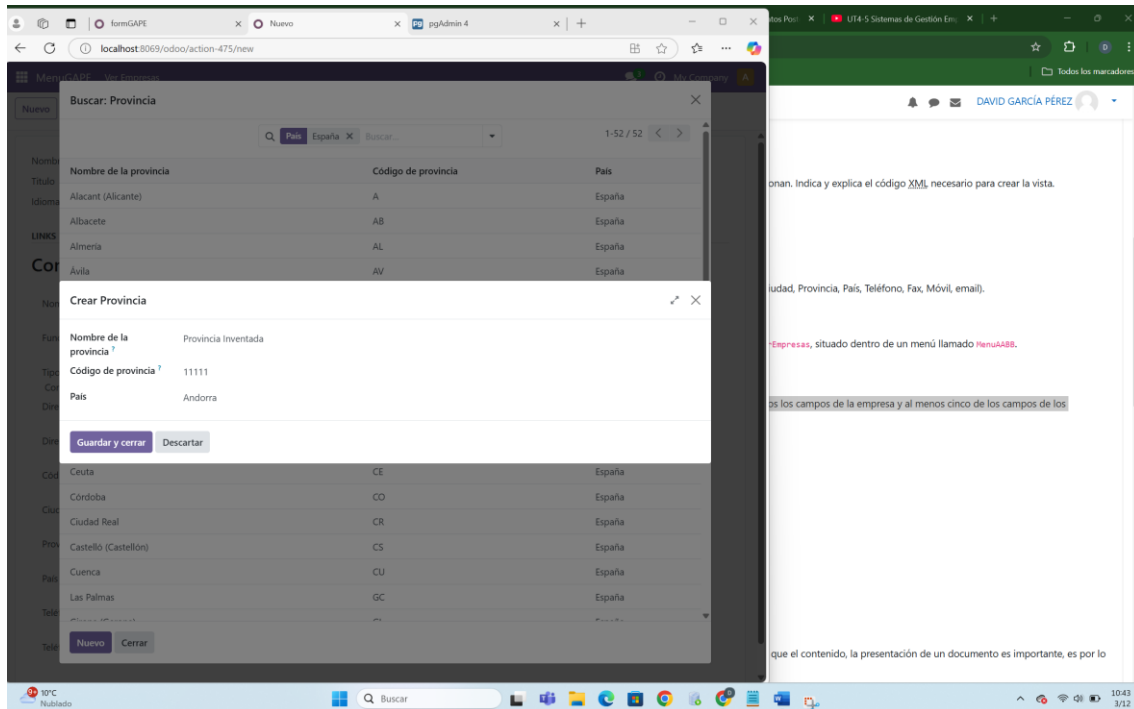 formGAPE
Nuevo
pgAdmin 4
tos Post
UT4-5 Sistemas de Gestión Em
localhost:8069/odoo/action-475/new
Todos los marcadores
MenuGAPE Ver Empresas
My Company
A
Nuevo
Buscar: Provincia
DAVID GARCÍA PÉREZ
País España Buscar...
1-52 / 52
Nombre de la provincia Código de provincia País
Alacant (Alicante) A España
Albacete AB España
Almería AL España
Ávila AV España
Título
Idioma
LINKS
onan. Indica y explica el código XML necesario para crear la vista.
Crear Provincia
iudad, Provincia, País, Teléfono, Fax, Móvil, email).
Nombre de la
provincia ? Provincia Inventada
Código de provincia ? 11111
País Andorra
Empresas, situado dentro de un menú llamado MenuAABB.
os los campos de la empresa y al menos cinco de los campos de los
Guardar y cerrar Descartar
Ceuta CE España
Córdoba CO España
Ciudad Real CR España
Castelló (Castellón) CS España
Cuenca CU España
Las Palmas GC España
País
Nuevo Cerrar
que el contenido, la presentación de un documento es importante, es por lo
10°C
Nublado
Buscar
10:43
3/12